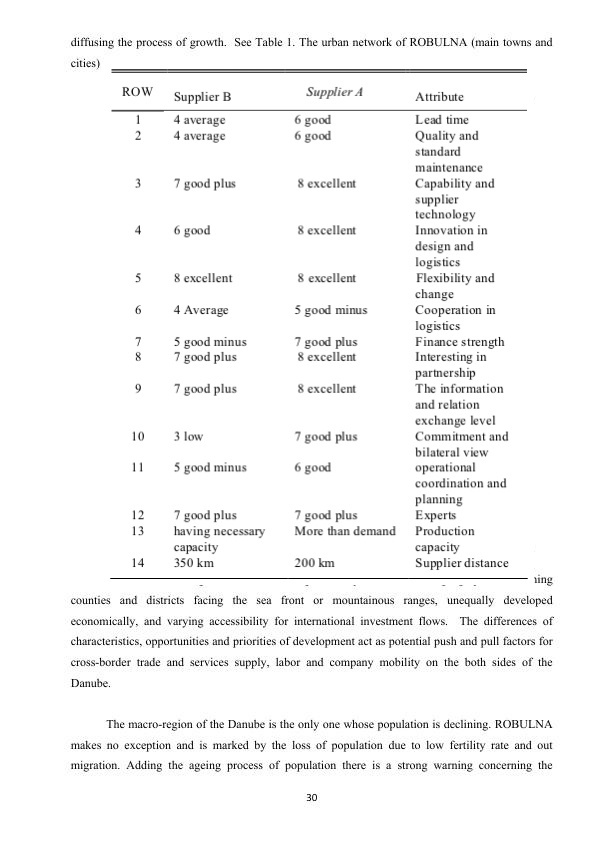 diffusing the process of growth. See Table 1. The urban network of ROBULNA (main towns and
cities)
ROW Supplier B Supplier A Attribute
1 4 average 6 good Lead time
2 4 average 6 good Quality and
standard
maintenance
3 7 good plus 8 excellent Capability and
supplier
technology
4 6 good 8 excellent Innovation in
design and
logistics
5 8 excellent 8 excellent Flexibility and
change
6 4 Average 5 good minus Cooperation in
logistics
7 5 good minus 7 good plus Finance strength
8 7 good plus 8 excellent Interesting in
partnership
9 7 good plus 8 excellent The information
and relation
exchange level
10 3 low 7 good plus Commitment and
bilateral view
11 5 good minus 6 good operational
coordination and
planning
12 7 good plus 7 good plus Experts
13 having necessary More than demand Production
capacity capacity
14 350 km 200 km Supplier distance
counties and districts facing the sea front or mountainous ranges, unequally developed
economically, and varying accessibility for international investment flows. The differences of
characteristics, opportunities and priorities of development act as potential push and pull factors for
cross-border trade and services supply, labor and company mobility on the both sides of the
Danube.
The macro-region of the Danube is the only one whose population is declining. ROBULNA
makes no exception and is marked by the loss of population due to low fertility rate and out
migration. Adding the ageing process of population there is a strong warning concerning the
30